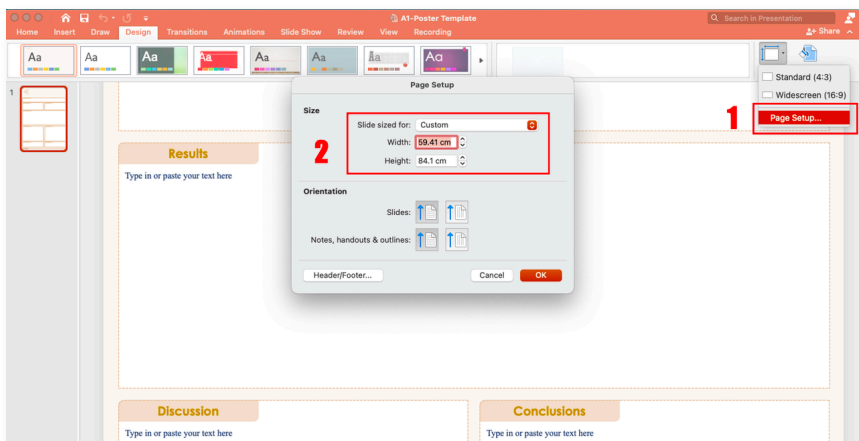 A1-Poster Template
Search in Presentation
Home Insert Draw Design Transitions Animations Slide Show Review View Recording
Share
Aa Aa Aa Aa Aa Aa Aa Aa
Standard (4:3)
Widescreen (16:9)
1
Page Setup...
1
Page Setup
Size
Slide sized for: Custom
2
Width: 59.41 cm
Height: 84.1 cm
Results
Type in or paste your text here
Orientation
Slides:
Notes, handouts & outlines:
Header/Footer...
Cancel
OK
Discussion
Conclusions
Type in or paste your text here
Type in or paste your text here